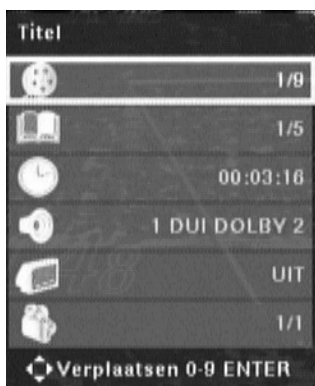 Titel
1/9
1/5
00:03:16
1 DUI DOLBY 2
UIT
1/1
Verplaatsen 0-9 ENTER